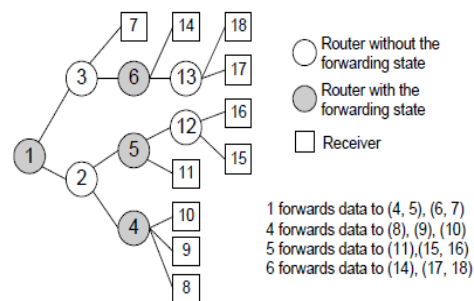 7
14
18
3
6
13
17
1
12
16
5
2
15
11
4
10
9
8
Router without the
forwarding state
Router with the
forwarding state
Receiver
1 forwards data to (4, 5), (6, 7)
4 forwards data to (8), (9), (10)
5 forwards data to (11),(15, 16)
6 forwards data to (14), (17, 18)